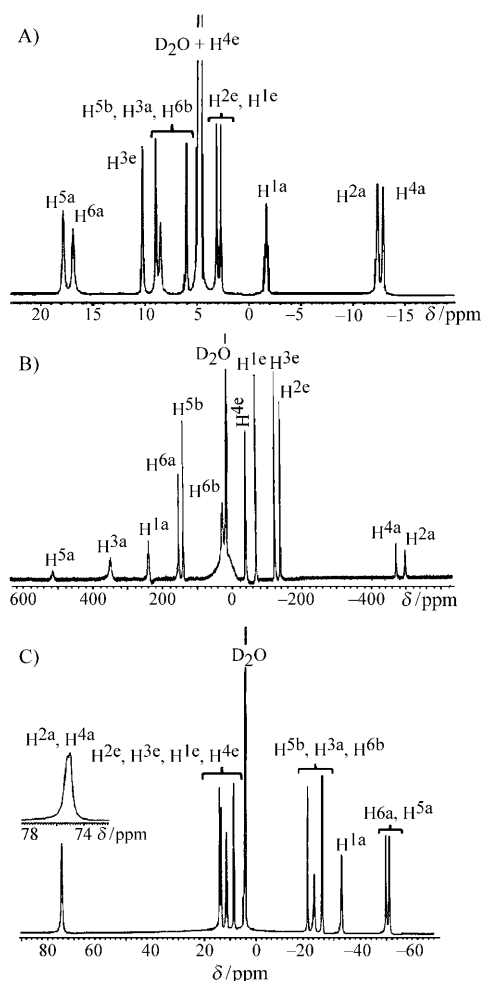 A)
D₂O + H⁴ᵉ
H⁵ᵇ, H³ᵃ, H⁶ᵇ
H²ᵉ, H¹ᵉ
H³ᵉ
H⁵ᵃ
H⁶ᵃ
H¹ᵃ
H²ᵃ
H⁴ᵃ
20 15 10 5 0 −5 −10 −15 δ/ppm
B)
D₂O
H¹ᵉ
H³ᵉ
H²ᵉ
H⁵ᵇ
H⁴ᵉ
H⁶ᵃ
H⁶ᵇ
H¹ᵃ
H³ᵃ
H⁵ᵃ
H⁴ᵃ
H²ᵃ
600 400 200 0 −200 −400 δ/ppm
C)
D₂O
H²ᵃ, H⁴ᵃ
H²ᵉ, H³ᵉ, H¹ᵉ, H⁴ᵉ
H⁵ᵇ, H³ᵃ, H⁶ᵇ
H6a, H⁵ᵃ
H¹ᵃ
78 74 δ/ppm
80 60 40 20 0 −20 −40 −60
δ/ppm